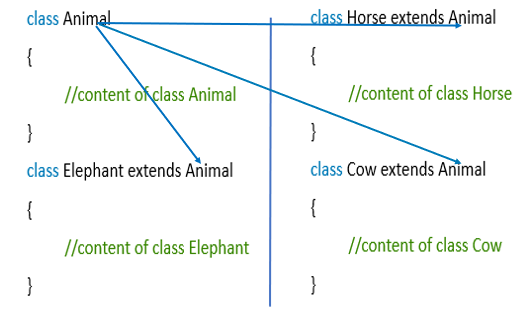 class Animal
{
//content of class Animal
}
class Elephant extends Animal
{
//content of class Elephant
}
class Horse extends Animal
{
//content of class Horse
}
class Cow extends Animal
{
//content of class Cow
}